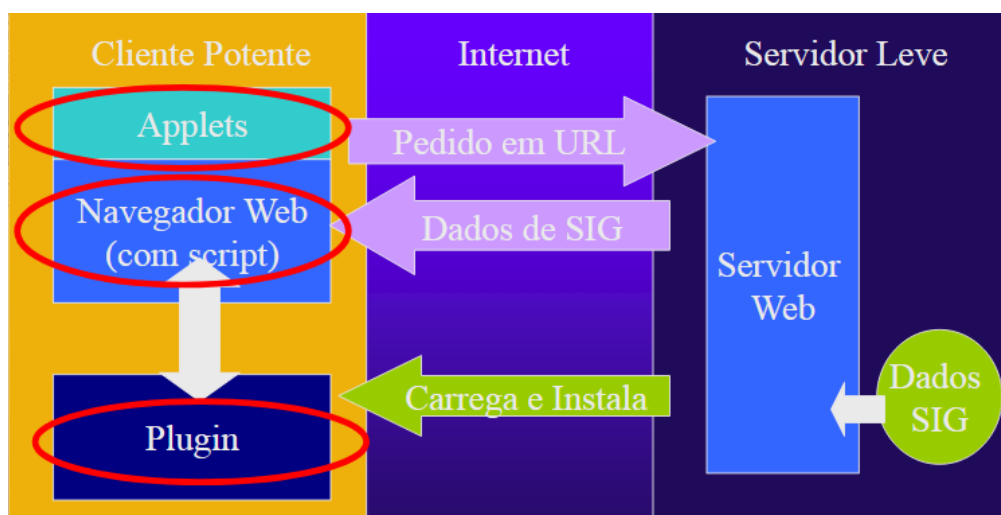 Cliente Potente
Internet
Servidor Leve
Applets
Pedido em URL
Navegador Web
(com script)
Dados de SIG
Servidor
Web
Carrega e Instala
Dados
SIG
Plugin